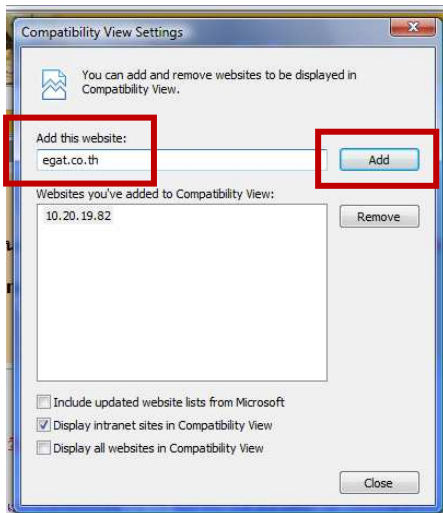 Compatibility View Settings
You can add and remove websites to be displayed in
Compatibility View.
Add this website:
egat.co.th
Add
Websites you've added to Compatibility View:
10.20.19.82
Remove
Include updated website lists from Microsoft
Display intranet sites in Compatibility View
Display all websites in Compatibility View
Close